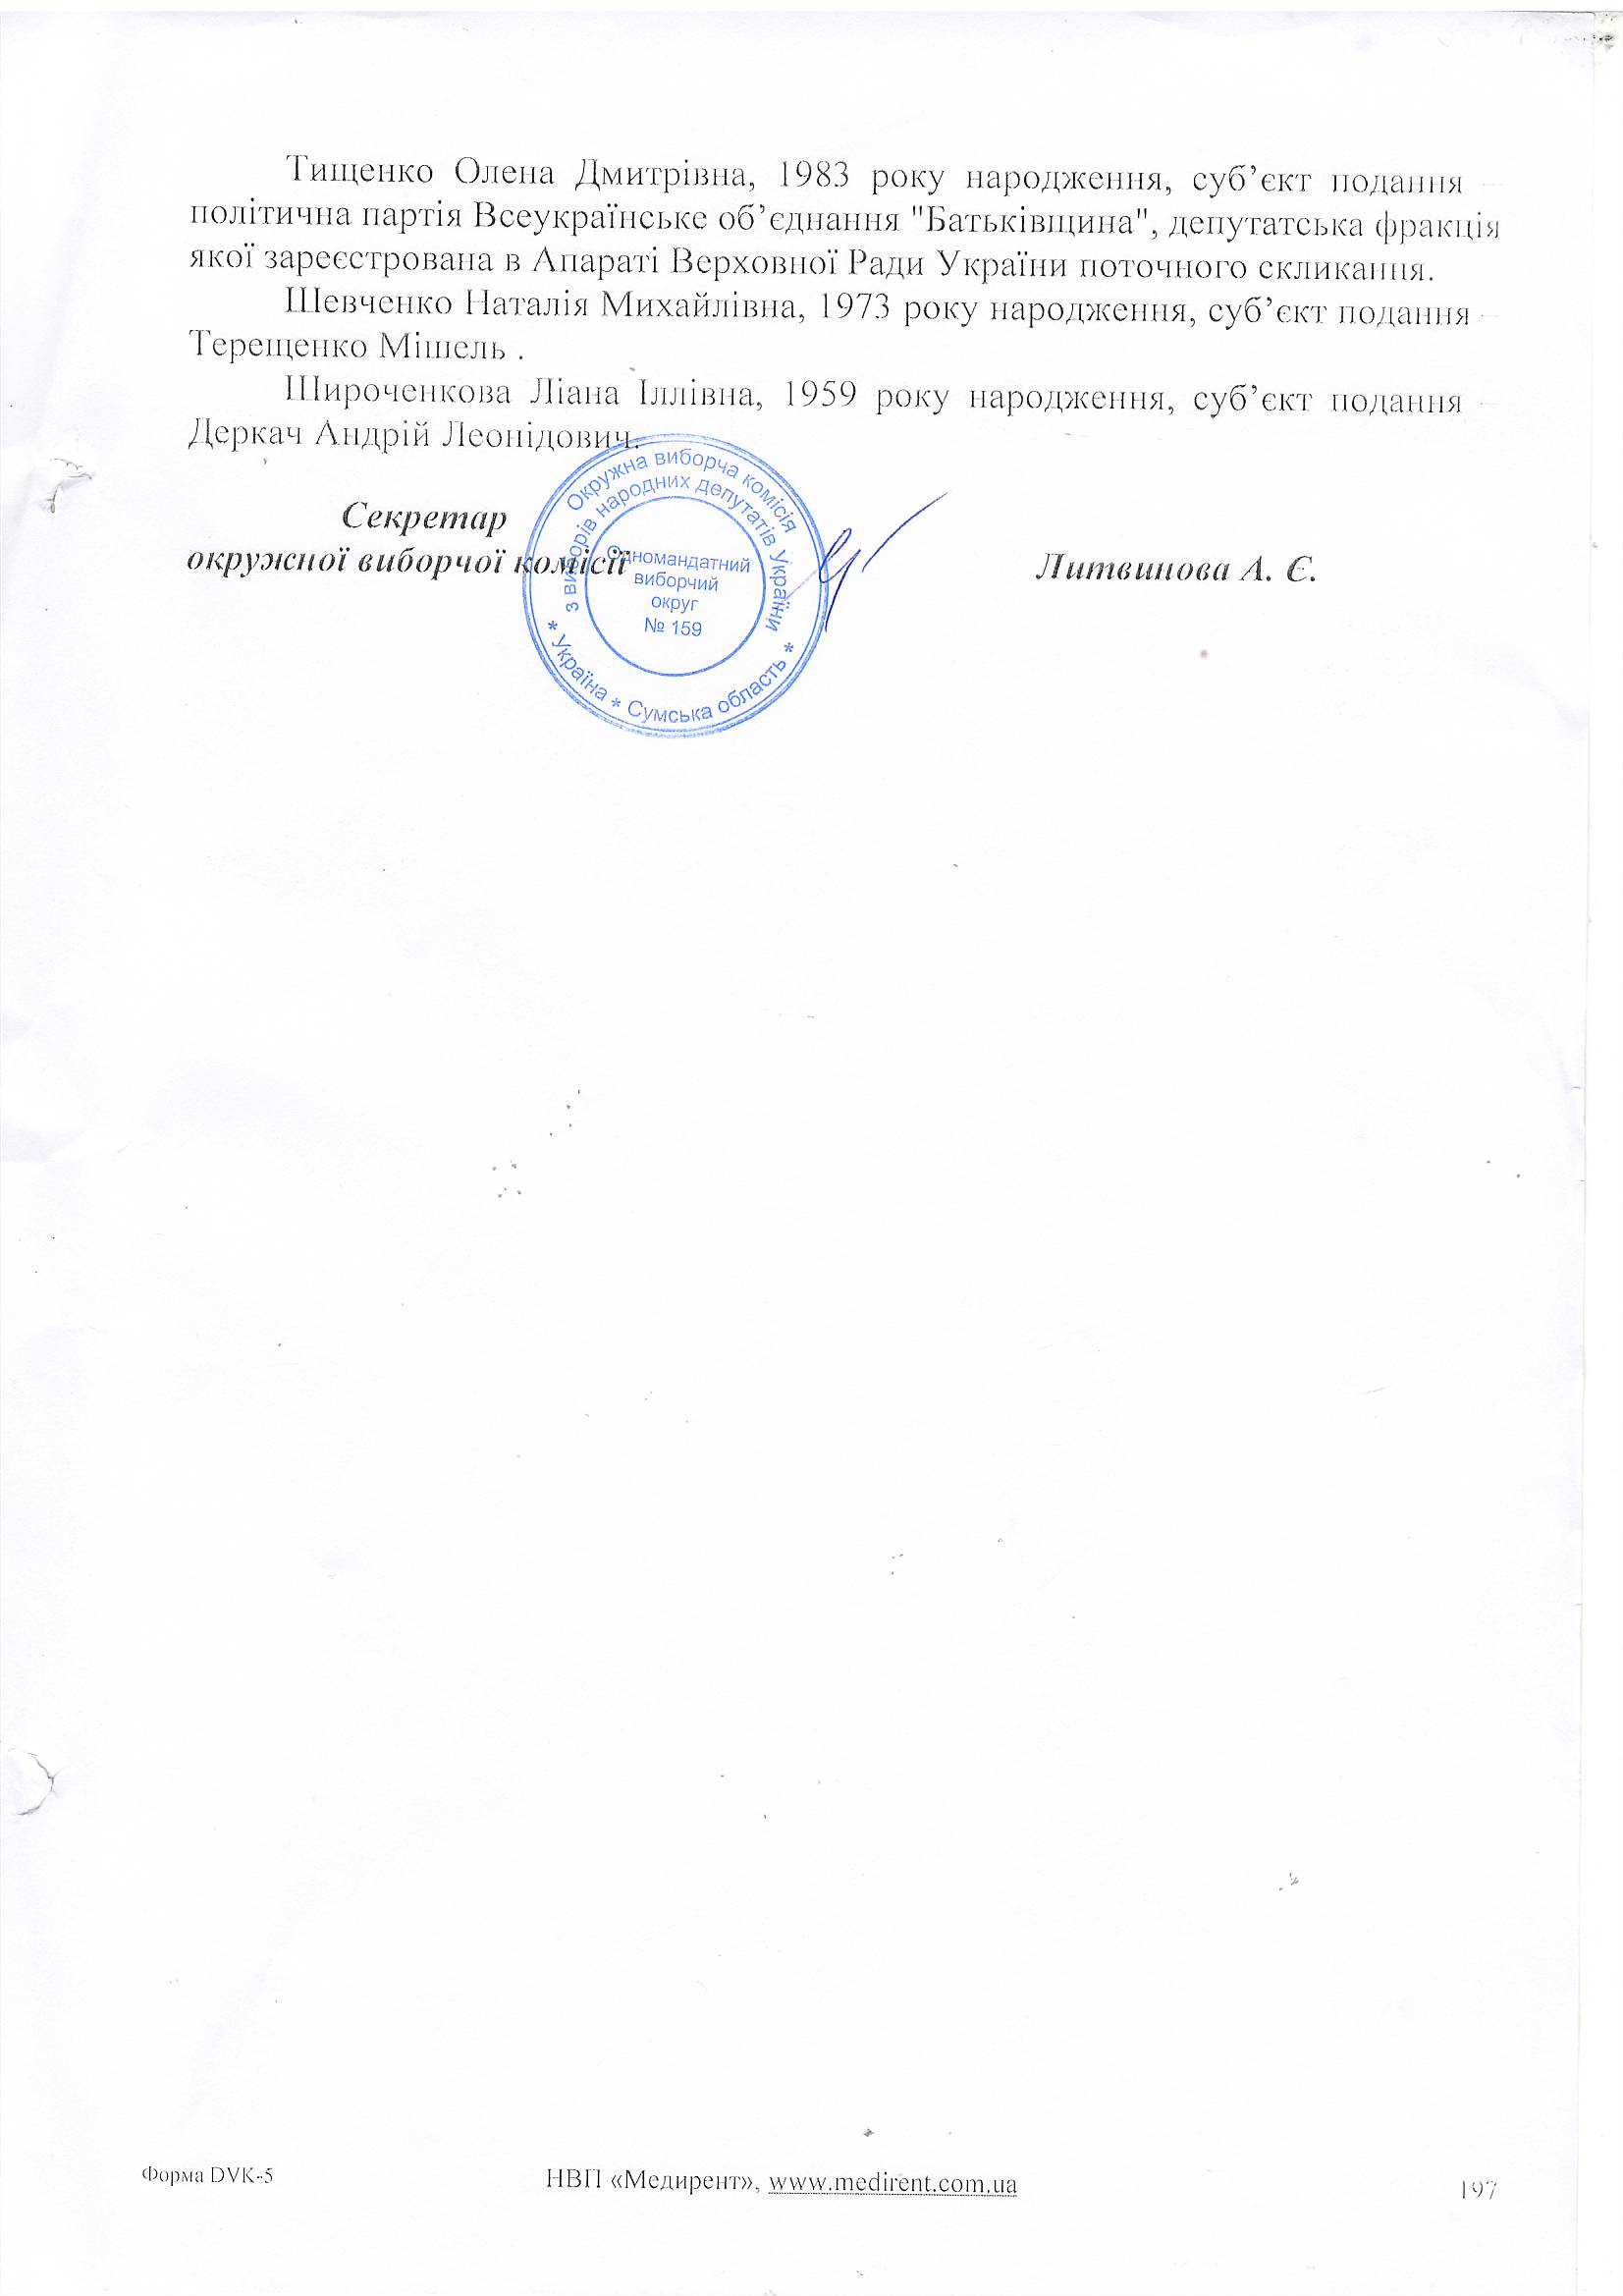 Тищенко Олена Дмитрівна, 1983 року народження, суб’єкт подання –
політична партія Всеукраїнське об’єднання "Батьківщина", депутатська фракція
якої зареєстрована в Апараті Верховної Ради України поточного скликання.
Шевченко Наталія Михайлівна, 1973 року народження, суб’єкт подання –
Терещенко Мішель .
Широченкова Ліана Іллівна, 1959 року народження, суб’єкт подання –
Деркач Андрій Леонідович.
Секретар
окружної виборчої комісії
Литвинова А. Є.
Окружна виборча комісія
з виборів народних депутатів України
* Україна * Сумська область *
Одномандатний
виборчий
округ
№ 159
Форма DVK-5
НВП «Медирент», www.medirent.com.ua
197